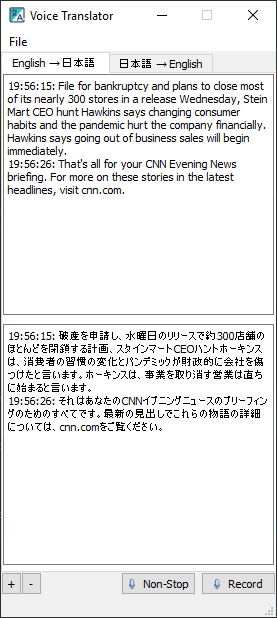 Voice Translator
File
English → 日本語
日本語 → English
19:56:15: File for bankruptcy and plans to close most
of its nearly 300 stores in a release Wednesday, Stein
Mart CEO hunt Hawkins says changing consumer
habits and the pandemic hurt the company financially.
Hawkins says going out of business sales will begin
immediately.
19:56:26: That's all for your CNN Evening News
briefing. For more on these stories in the latest
headlines, visit cnn.com.
19:56:15: 破産を申請し、水曜日のリリースで約300店舗の
ほとんどを閉鎖する計画、スタインマートCEOハントホーキンス
は、消費者の習慣の変化とパンデミックが財政的に会社を傷
つけたと言います。ホーキンスは、事業を取り消す営業は直ち
に始まると言います。
19:56:26: それはあなたのCNNイブニングニュースのブリーフィン
グのためのすべてです。最新の見出しでこれらの物語の詳細
については、cnn.comをご覧ください。
+ - Non-Stop Record